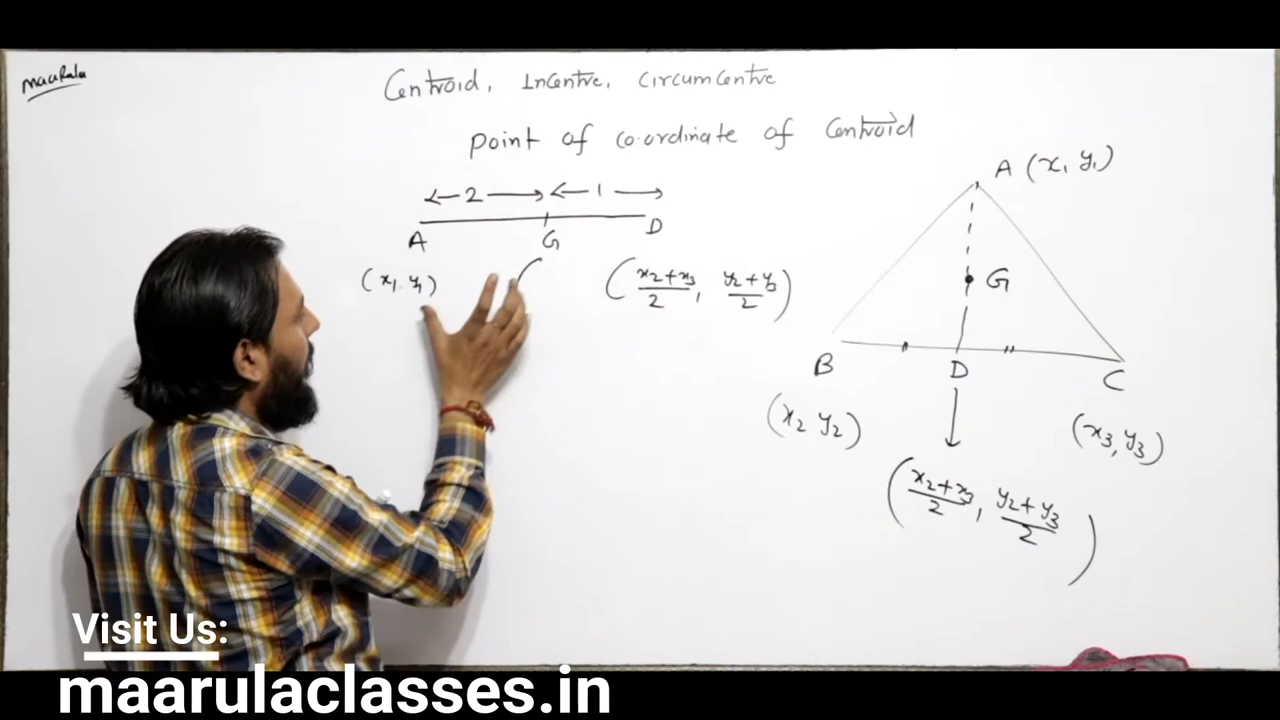 maarula
Centroid, Incentre, Circumcentre
point of co-ordinate of Centroid
2 1
A G D
(x₁ y₁) (
(x₂+x₃/2, y₂+y₃/2)
A (x₁ y₁)
G
B D C
(x₂ y₂) (x₃, y₃)
(x₂+x₃/2, y₂+y₃/2)
Visit Us:
maarulaclasses.in